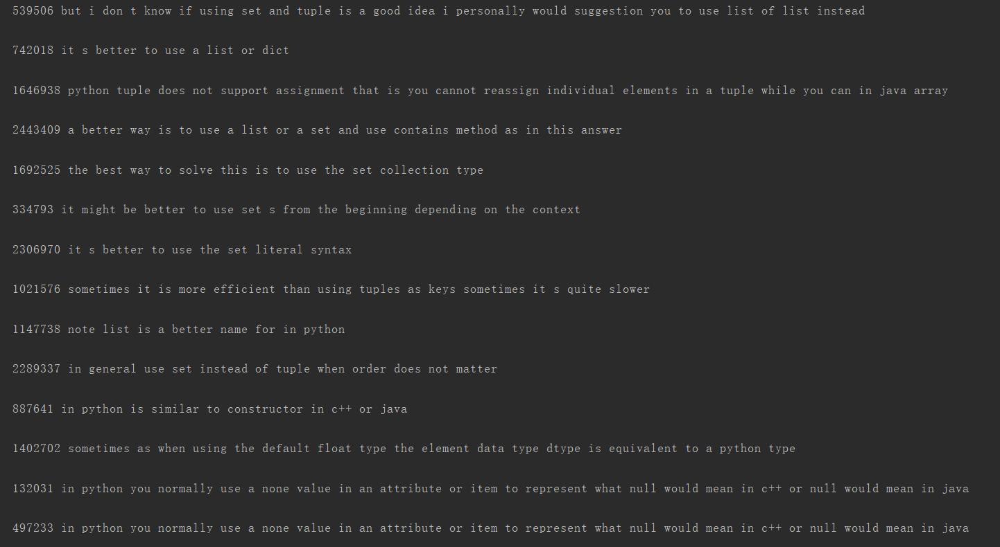 539506 but i don t know if using set and tuple is a good idea i personally would suggestion you to use list of list instead
742018 it s better to use a list or dict
1646938 python tuple does not support assignment that is you cannot reassign individual elements in a tuple while you can in java array
2443409 a better way is to use a list or a set and use contains method as in this answer
1692525 the best way to solve this is to use the set collection type
334793 it might be better to use set s from the beginning depending on the context
2306970 it s better to use the set literal syntax
1021576 sometimes it is more efficient than using tuples as keys sometimes it s quite slower
1147738 note list is a better name for in python
2289337 in general use set instead of tuple when order does not matter
887641 in python is similar to constructor in c++ or java
1402702 sometimes as when using the default float type the element data type dtype is equivalent to a python type
132031 in python you normally use a none value in an attribute or item to represent what null would mean in c++ or null would mean in java
497233 in python you normally use a none value in an attribute or item to represent what null would mean in c++ or null would mean in java